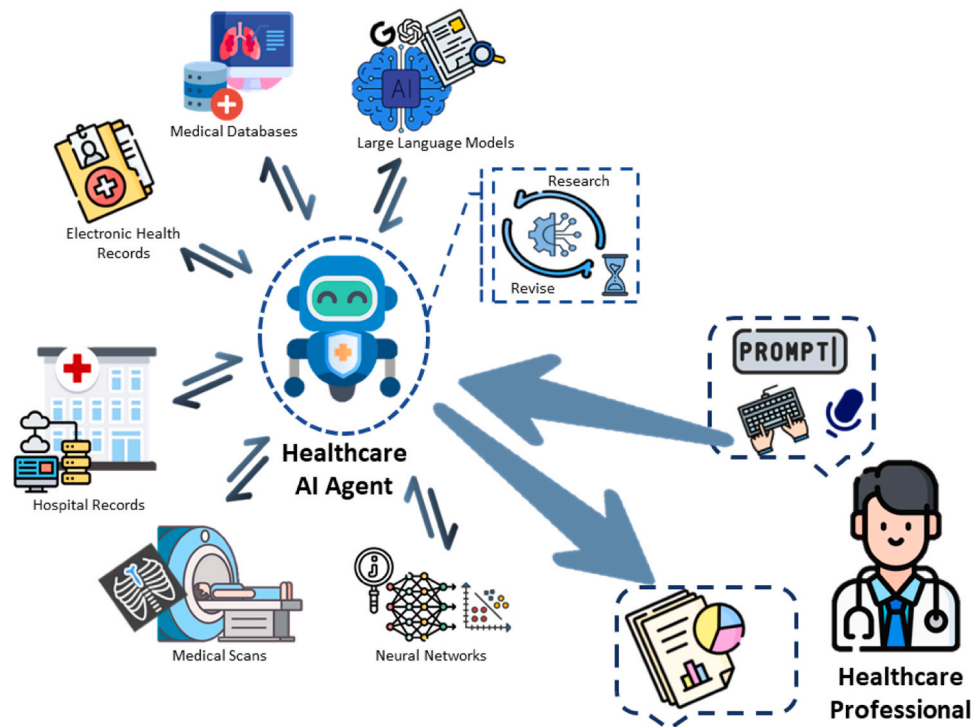 Medical Databases
AI
Large Language Models
Electronic Health
Records
Research
Revise
PROMPT
Healthcare
AI Agent
Hospital Records
Medical Scans
i
Neural Networks
Healthcare
Professional